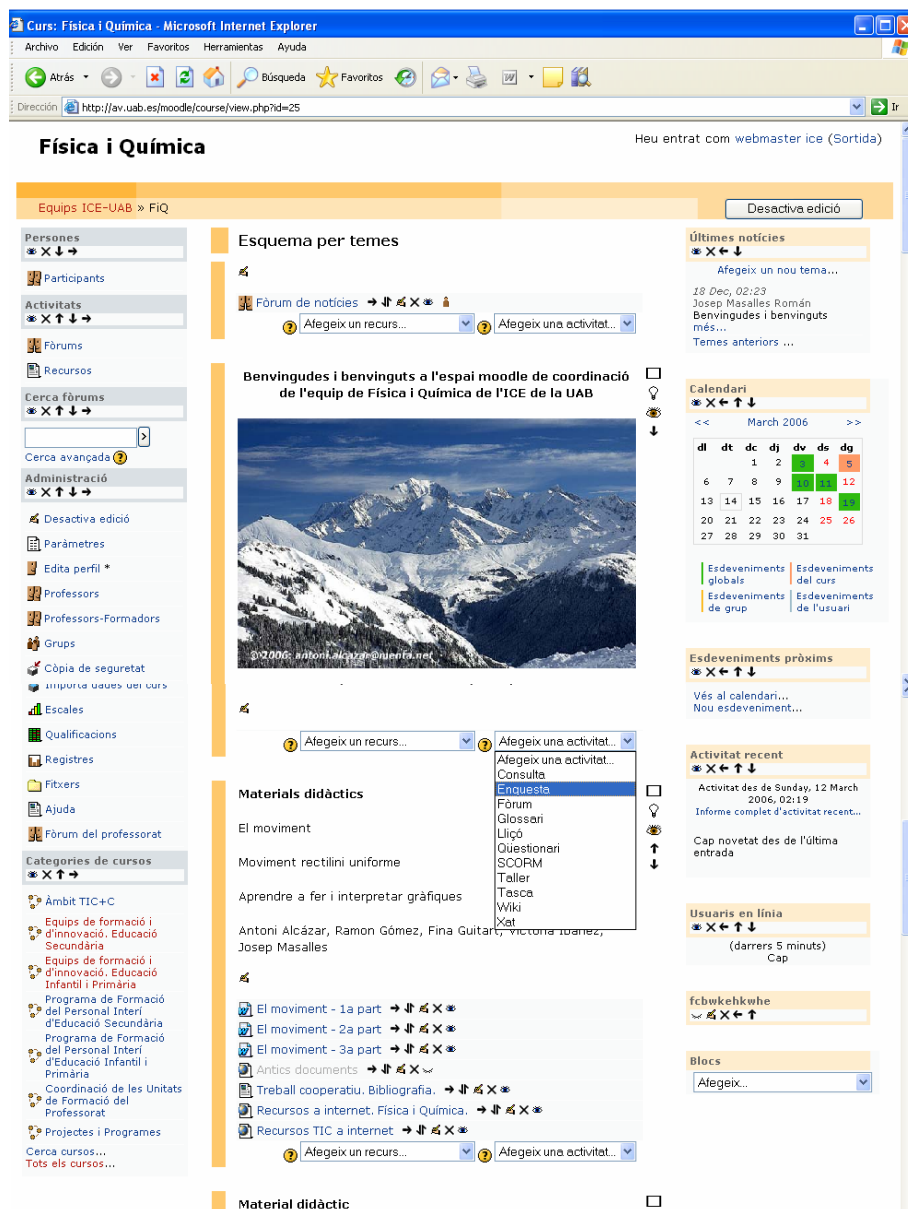 Curs: Física i Química - Microsoft Internet Explorer
Archivo Edición Ver Favoritos Herramientas Ayuda
Atrás Búsqueda Favoritos
Dirección http://av.uab.es/moodle/course/view.php?id=25 Ir
Física i Química
Heu entrat com webmaster ice (Sortida)
Equips ICE-UAB » FiQ
Desactiva edició
Persones
Participants
Activitats
Fòrums
Recursos
Cerca fòrums
Cerca avançada
Administració
Desactiva edició
Paràmetres
Edita perfil *
Professors
Professors-Formadors
Grups
Còpia de seguretat
Importa dades del curs
Escales
Qualificacions
Registres
Fitxers
Ajuda
Fòrum del professorat
Categories de cursos
Àmbit TIC+C
Equips de formació i
d'innovació. Educació
Secundària
Equips de formació i
d'innovació. Educació
Infantil i Primària
Programa de Formació
del Personal Interí
d'Educació Secundària
Programa de Formació
del Personal Interí
d'Educació Infantil i
Primària
Coordinació de les Unitats
de Formació del
Professorat
Projectes i Programes
Cerca cursos...
Tots els cursos...
Esquema per temes
Fòrum de notícies
Afegeix un recurs... Afegeix una activitat...
Benvingudes i benvinguts a l'espai moodle de coordinació
de l'equip de Física i Química de l'ICE de la UAB
©2006: antoni.alcazar@menta.net
Afegeix un recurs... Afegeix una activitat...
Afegeix una activitat...
Consulta
Enquesta
Fòrum
Glossari
Lliçó
Qüestionari
SCORM
Taller
Tasca
Wiki
Xat
Materials didàctics
El moviment
Moviment rectilini uniforme
Aprendre a fer i interpretar gràfiques
Antoni Alcázar, Ramon Gómez, Fina Guitart, Victòria Ibáñez,
Josep Masalles
El moviment - 1a part
El moviment - 2a part
El moviment - 3a part
Antics documents
Treball cooperatiu. Bibliografia.
Recursos a internet. Física i Química.
Recursos TIC a internet
Afegeix un recurs... Afegeix una activitat...
Material didàctic
Últimes notícies
Afegeix un nou tema...
18 Dec, 02:23
Josep Masalles Román
Benvingudes i benvinguts
més...
Temes anteriors ...
Calendari
<< March 2006 >>
dl dt dc dj dv ds dg
1 2 3 4 5
6 7 8 9 10 11 12
13 14 15 16 17 18 19
20 21 22 23 24 25 26
27 28 29 30 31
Esdeveniments globals
Esdeveniments del curs
Esdeveniments de grup
Esdeveniments de l'usuari
Esdeveniments pròxims
Vés al calendari...
Nou esdeveniment...
Activitat recent
Activitat des de Sunday, 12 March
2006, 02:19
Informe complet d'activitat recent...
Cap novetat des de l'última
entrada
Usuaris en línia
(darrers 5 minuts)
Cap
fcbwkehkwhe
Blocs
Afegeix...